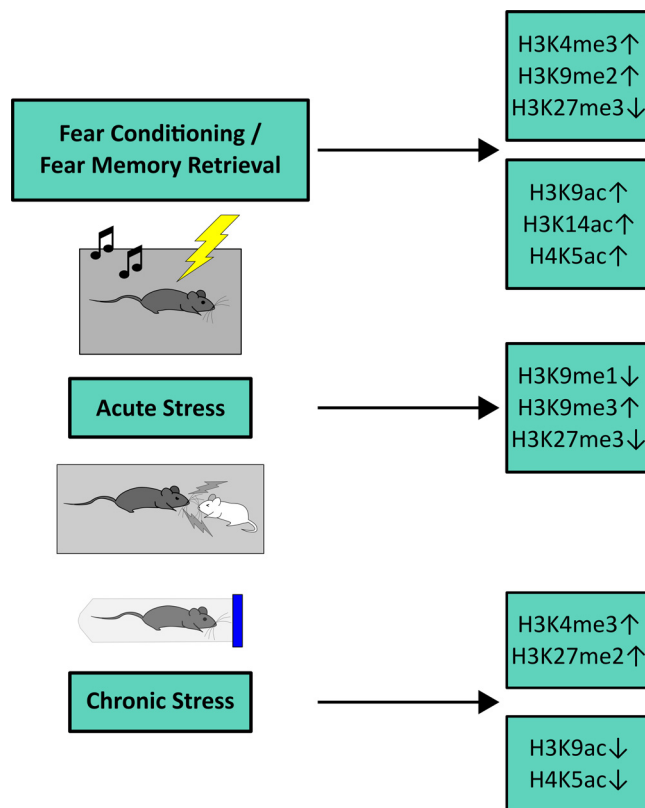 Fear Conditioning /
Fear Memory Retrieval
H3K4me3↑
H3K9me2↑
H3K27me3↓
H3K9ac↑
H3K14ac↑
H4K5ac↑
Acute Stress
H3K9me1↓
H3K9me3↑
H3K27me3↓
Chronic Stress
H3K4me3↑
H3K27me2↑
H3K9ac↓
H4K5ac↓